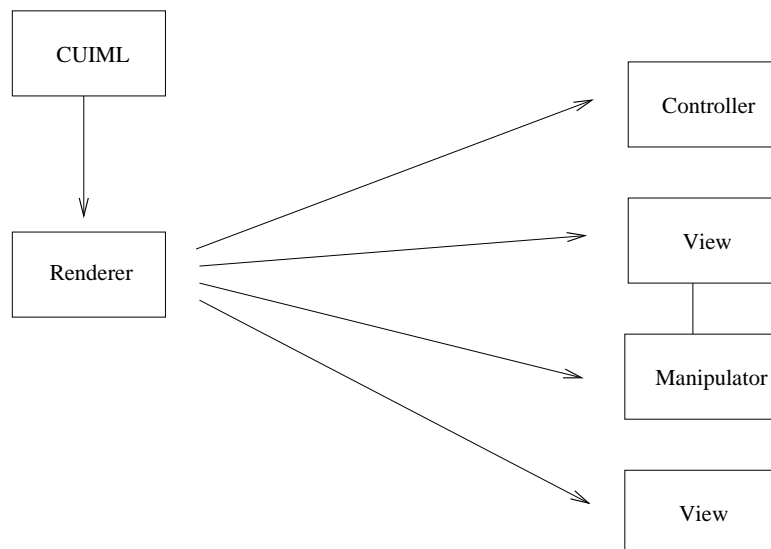 CUIML
Controller
View
Renderer
Manipulator
View